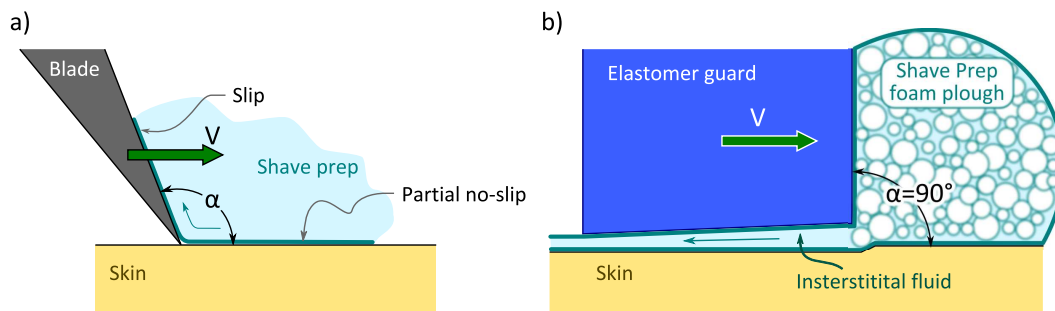 a)
Blade
Slip
V
Shave prep
α
Partial no-slip
Skin
b)
Elastomer guard
Shave Prep
foam plough
V
α=90°
Skin
Insterstitital fluid